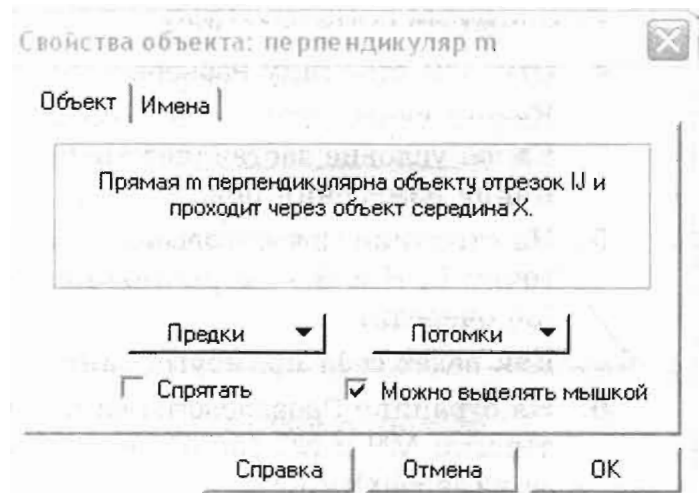 Свойства объекта: перпендикуляр m
Объект Имена
Прямая m перпендикулярна объекту отрезок IJ и
проходит через объект середина X.
Предки Потомки
Спрятать Можно выделять мышкой
Справка Отмена OK